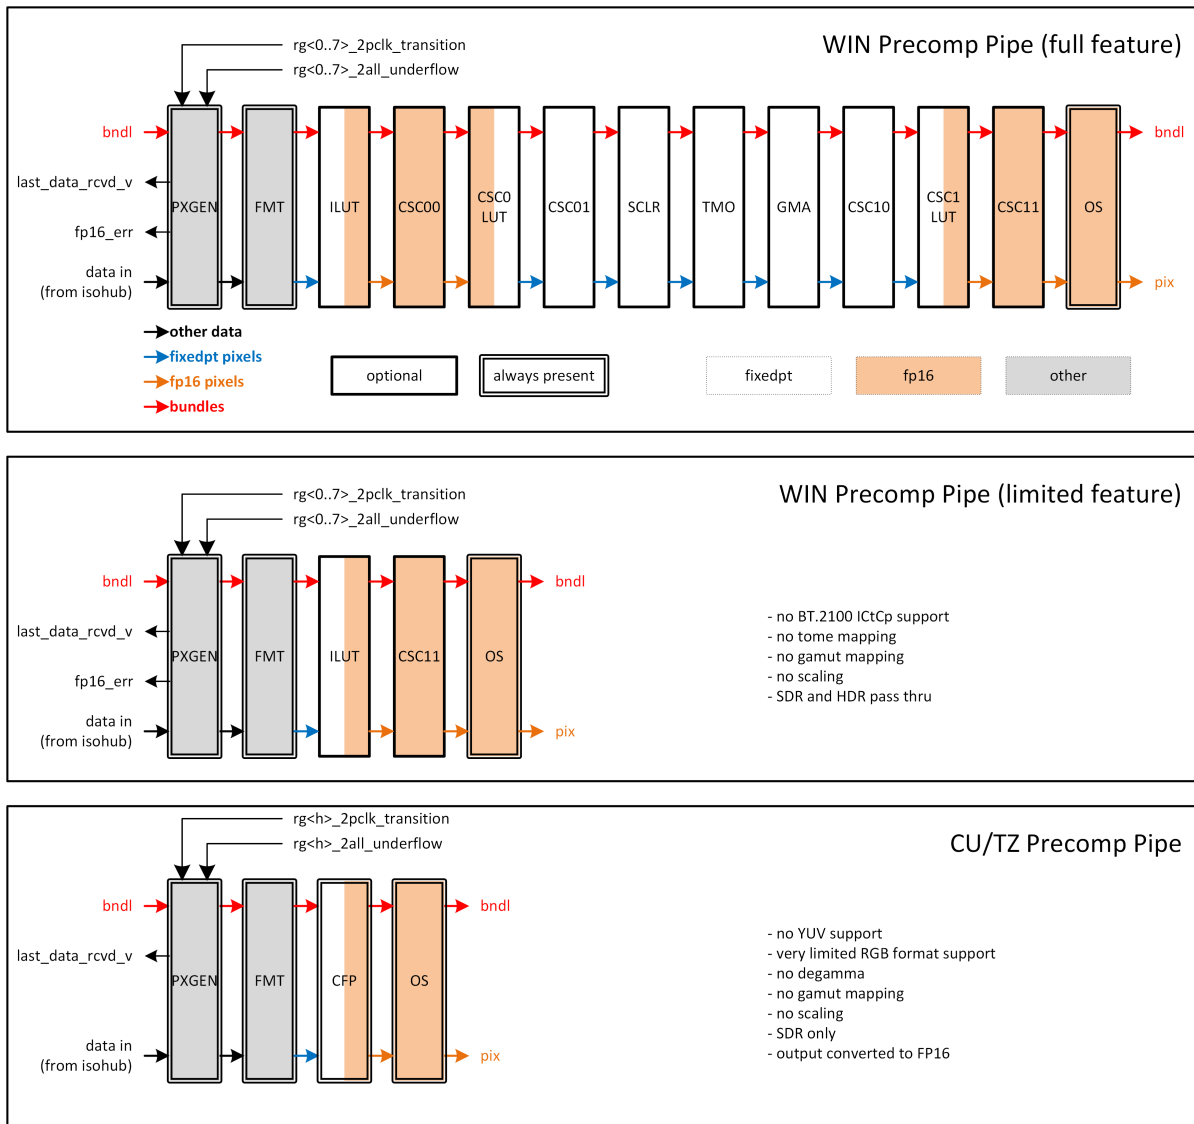 WIN Precomp Pipe (full feature)
rg<0..7>_2pclk_transition
rg<0..7>_2all_underflow
bndl
bndl
last_data_rcvd_v
fp16_err
data in
(from isohub)
PXGEN
FMT
ILUT
CSC00
CSC0
LUT
CSC01
SCLR
TMO
GMA
CSC10
CSC1
LUT
CSC11
OS
pix
other data
fixedpt pixels
fp16 pixels
bundles
optional
always present
fixedpt
fp16
other
WIN Precomp Pipe (limited feature)
rg<0..7>_2pclk_transition
rg<0..7>_2all_underflow
bndl
bndl
last_data_rcvd_v
fp16_err
data in
(from isohub)
PXGEN
FMT
ILUT
CSC11
OS
pix
- no BT.2100 ICtCp support
- no tome mapping
- no gamut mapping
- no scaling
- SDR and HDR pass thru
CU/TZ Precomp Pipe
rg<h>_2pclk_transition
rg<h>_2all_underflow
bndl
bndl
last_data_rcvd_v
data in
(from isohub)
PXGEN
FMT
CFP
OS
pix
- no YUV support
- very limited RGB format support
- no degamma
- no gamut mapping
- no scaling
- SDR only
- output converted to FP16